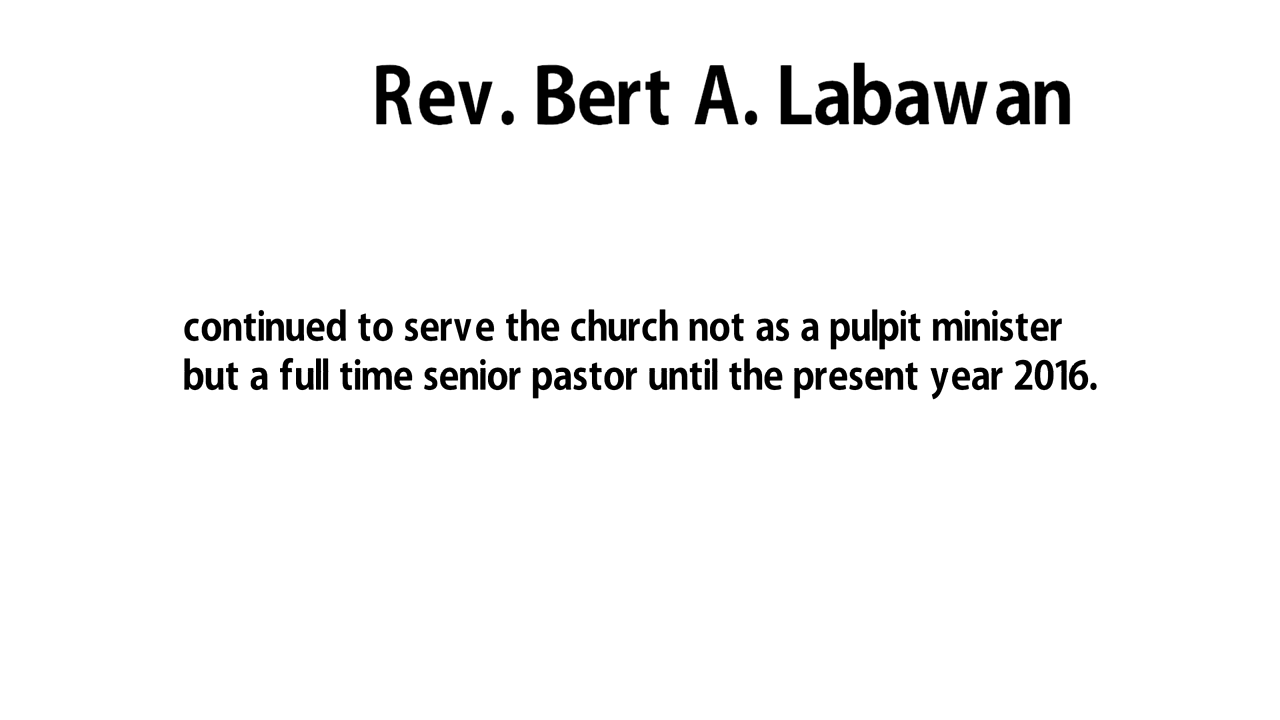 Rev. Bert A. Labawan
continued to serve the church not as a pulpit minister
but a full time senior pastor until the present year 2016.